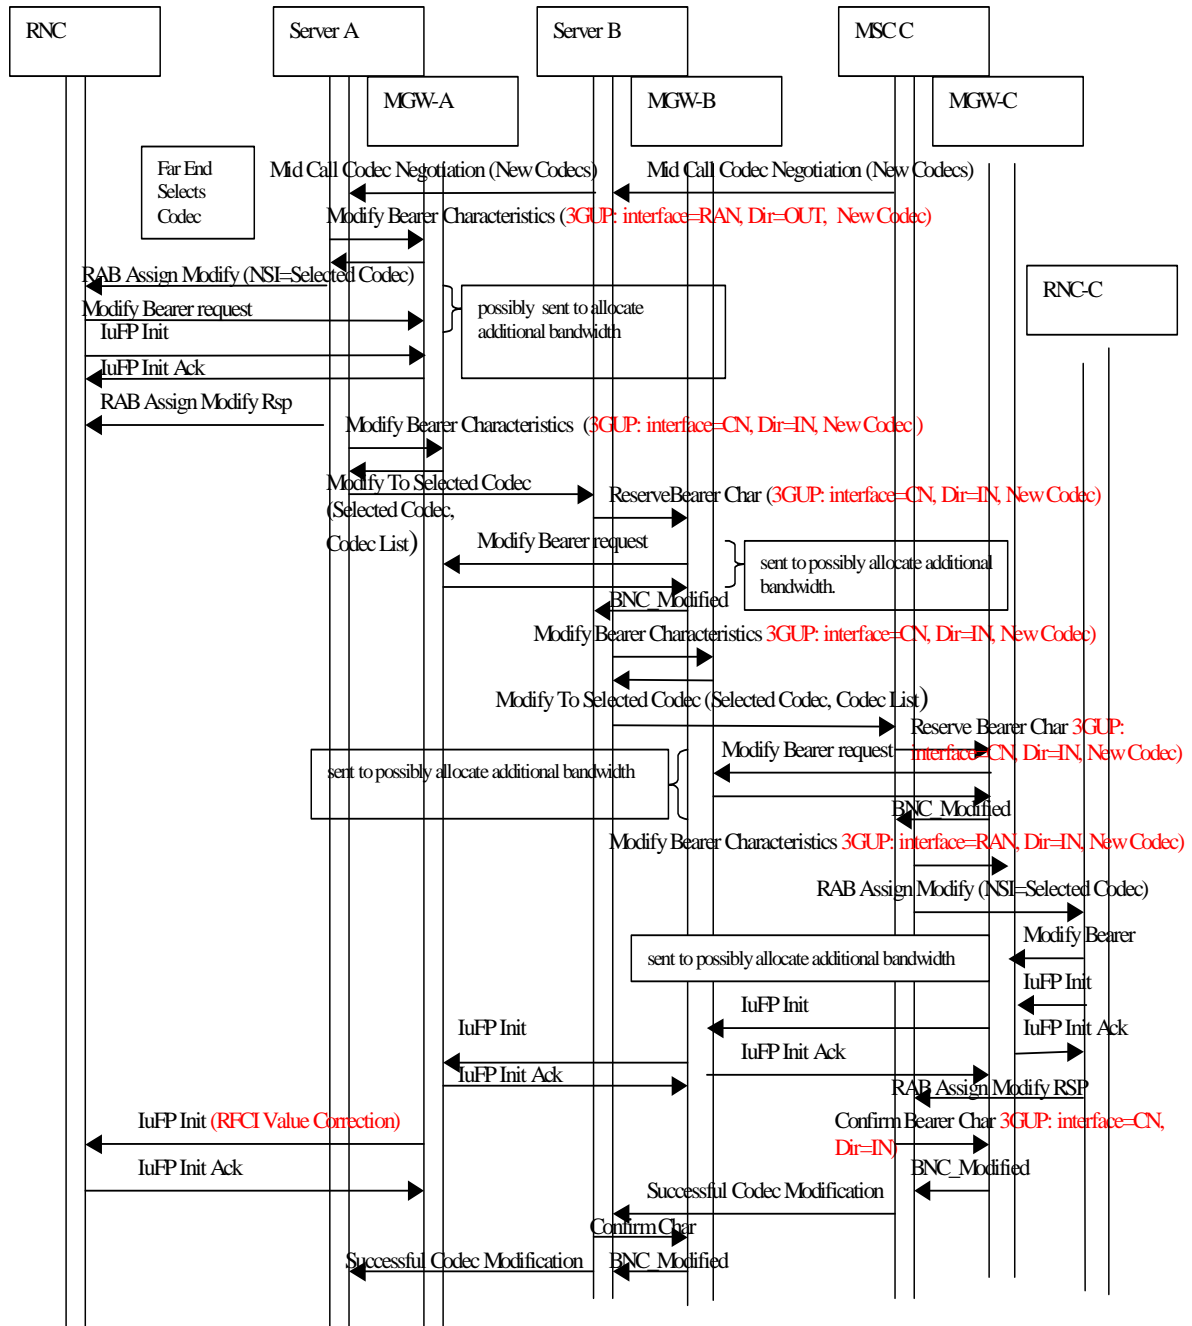 RNC
Server A
Server B
MSC C
MGW-A
MGW-B
MGW-C
Far End
Selects
Codec
Mid Call Codec Negotiation (New Codecs)
Mid Call Codec Negotiation (New Codecs)
Modify Bearer Characteristics (3GUP: interface=RAN, Dir=OUT, New Codec)
RAB Assign Modify (NSI=Selected Codec)
RNC-C
Modify Bearer request
possibly sent to allocate
additional bandwidth
IuFP Init
IuFP Init Ack
RAB Assign Modify Rsp
Modify Bearer Characteristics (3GUP: interface=CN, Dir=IN, New Codec )
Modify To Selected Codec
(Selected Codec,
Codec List)
ReserveBearer Char (3GUP: interface=CN, Dir=IN, New Codec)
Modify Bearer request
sent to possibly allocate additional
bandwidth.
BNC_Modified
Modify Bearer Characteristics 3GUP: interface=CN, Dir=IN, New Codec)
Modify To Selected Codec (Selected Codec, Codec List)
Reserve Bearer Char 3GUP:
interface=CN, Dir=IN, New Codec)
Modify Bearer request
sent to possibly allocate additional bandwidth
BNC_Modified
Modify Bearer Characteristics 3GUP: interface=RAN, Dir=IN, New Codec)
RAB Assign Modify (NSI=Selected Codec)
Modify Bearer
sent to possibly allocate additional bandwidth
IuFP Init
IuFP Init
IuFP Init
IuFP Init Ack
IuFP Init Ack
IuFP Init Ack
RAB Assign Modify RSP
IuFP Init (RFCI Value Correction)
Confirm Bearer Char 3GUP: interface=CN,
Dir=IN)
IuFP Init Ack
BNC_Modified
Successful Codec Modification
Confirm Char
Successful Codec Modification
BNC_Modified